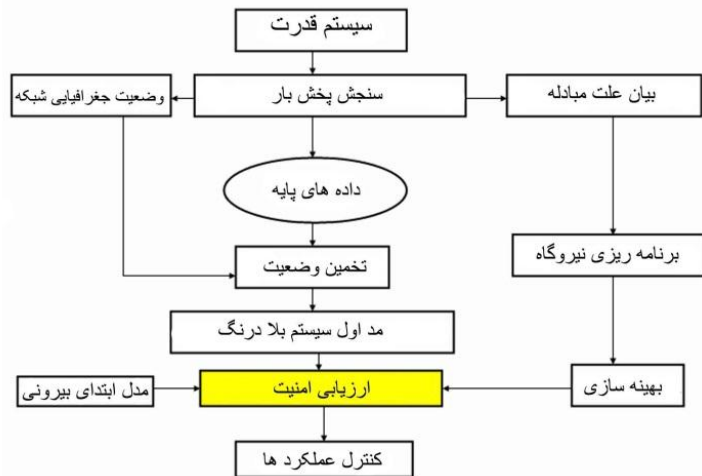 سیستم قدرت
وضعیت جغرافیایی شبکه
سنجش پخش بار
بیان علت مبادله
داده های پایه
تخمین وضعیت
برنامه ریزی نیروگاه
مد اول سیستم بلا درنگ
مدل ابتدای بیرونی
ارزیابی امنیت
بهینه سازی
کنترل عملکرد ها